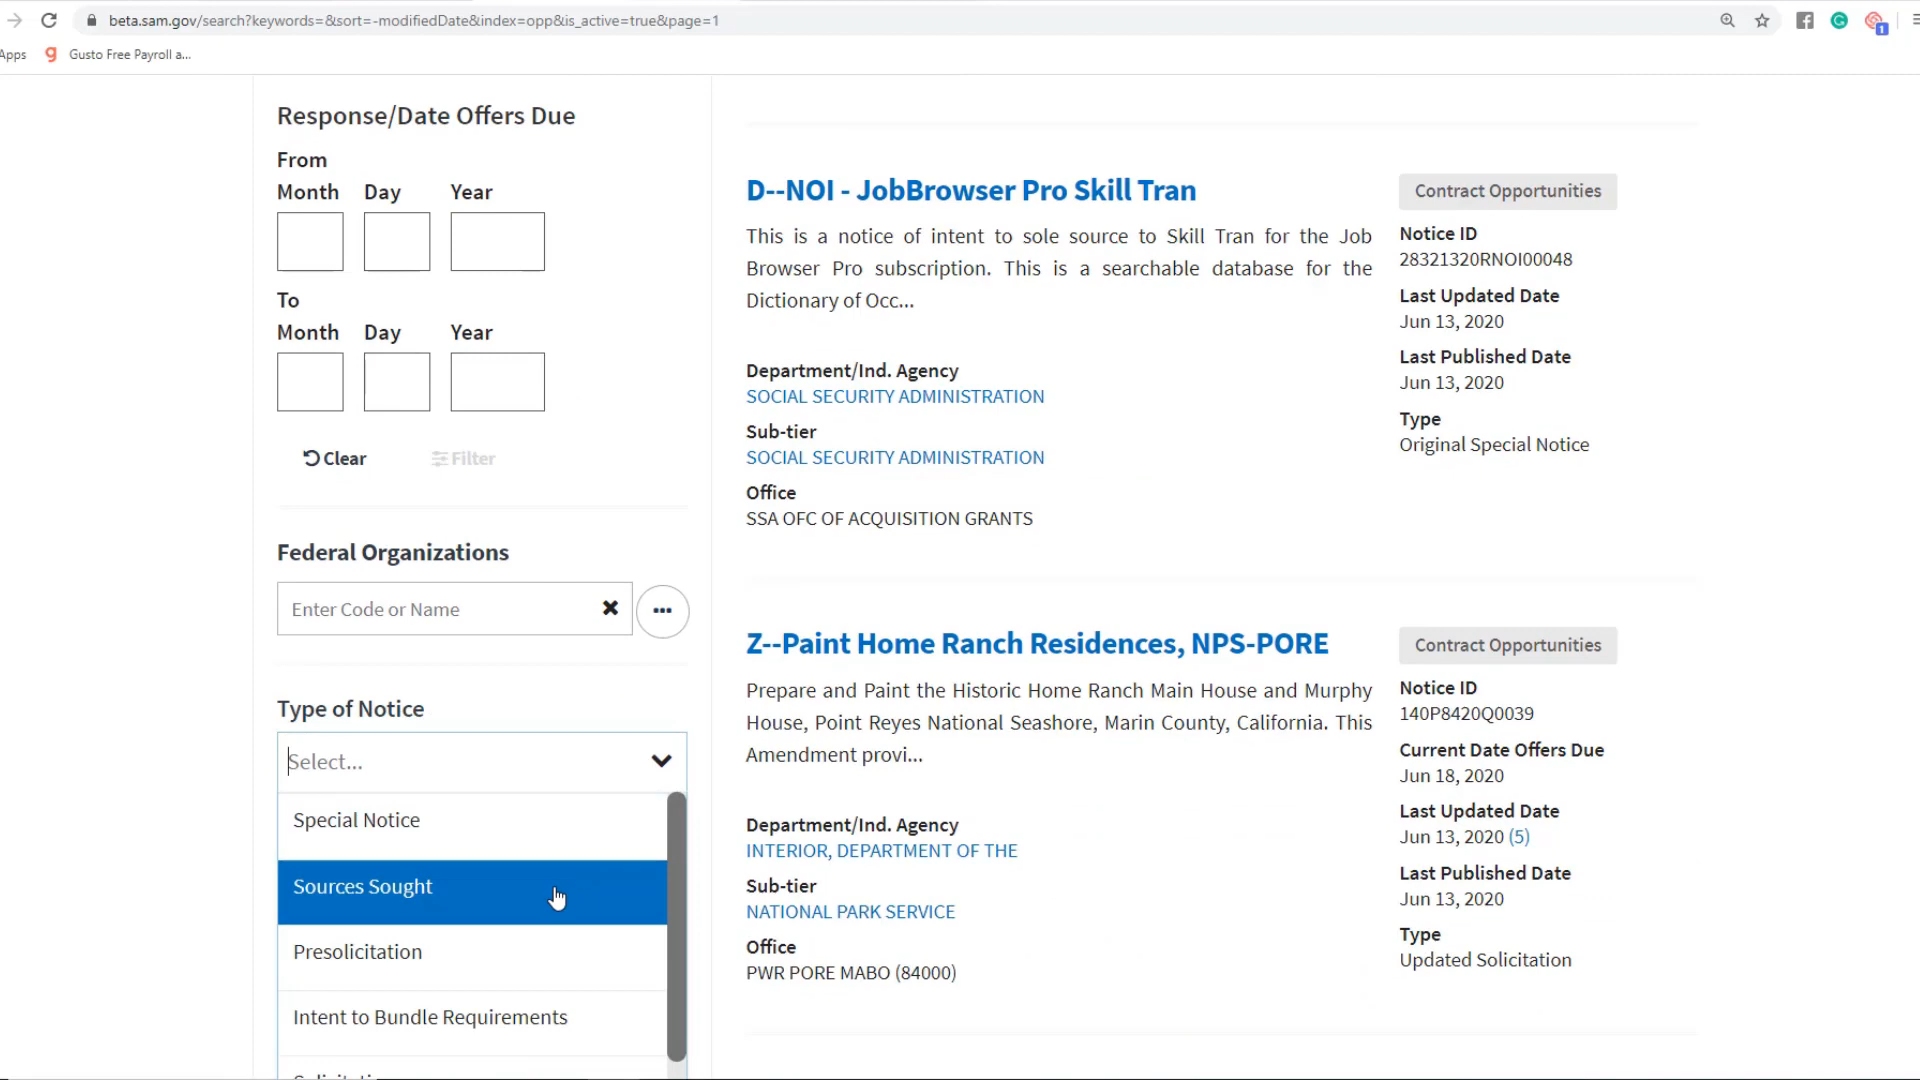 beta.sam.gov/search?keywords=&sort=-modifiedDate&index=opp&is_active=true&page=1
1
Apps
g Gusto Free Payroll a...
Response/Date Offers Due
From
Month Day Year
To
Month Day Year
Clear Filter
Federal Organizations
Enter Code or Name
Type of Notice
Select...
Special Notice
Sources Sought
Presolicitation
Intent to Bundle Requirements
D--NOI - JobBrowser Pro Skill Tran
This is a notice of intent to sole source to Skill Tran for the Job
Browser Pro subscription. This is a searchable database for the
Dictionary of Occ...
Department/Ind. Agency
SOCIAL SECURITY ADMINISTRATION
Sub-tier
SOCIAL SECURITY ADMINISTRATION
Office
SSA OFC OF ACQUISITION GRANTS
Contract Opportunities
Notice ID
28321320RNOI00048
Last Updated Date
Jun 13, 2020
Last Published Date
Jun 13, 2020
Type
Original Special Notice
Z--Paint Home Ranch Residences, NPS-PORE
Prepare and Paint the Historic Home Ranch Main House and Murphy
House, Point Reyes National Seashore, Marin County, California. This
Amendment provi...
Department/Ind. Agency
INTERIOR, DEPARTMENT OF THE
Sub-tier
NATIONAL PARK SERVICE
Office
PWR PORE MABO (84000)
Contract Opportunities
Notice ID
140P8420Q0039
Current Date Offers Due
Jun 18, 2020
Last Updated Date
Jun 13, 2020 (5)
Last Published Date
Jun 13, 2020
Type
Updated Solicitation